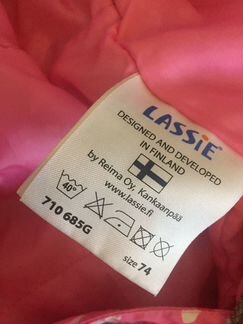 LASSiE
DESIGNED AND DEVELOPED
IN FINLAND
by Reima Oy, Kankaanpää
www.lassie.fi
40°
710 685G
size 74